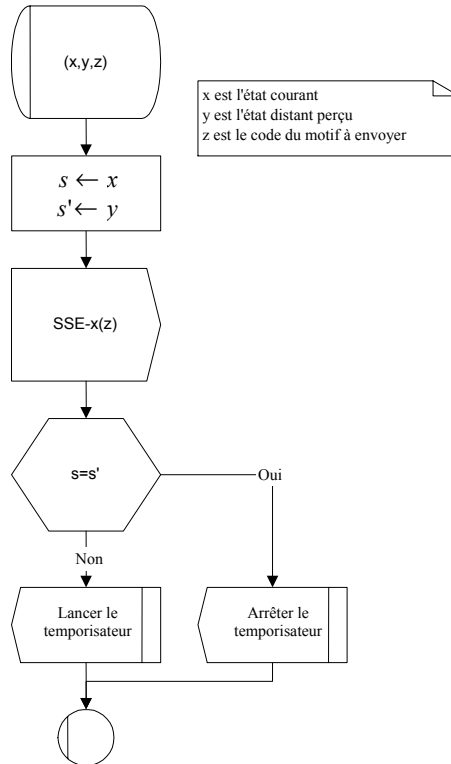 (x,y,z)
x est l'état courant
y est l'état distant perçu
z est le code du motif à envoyer
s ← x
s' ← y
SSE-x(z)
s=s'
Oui
Non
Lancer le
temporisateur
Arrêter le
temporisateur